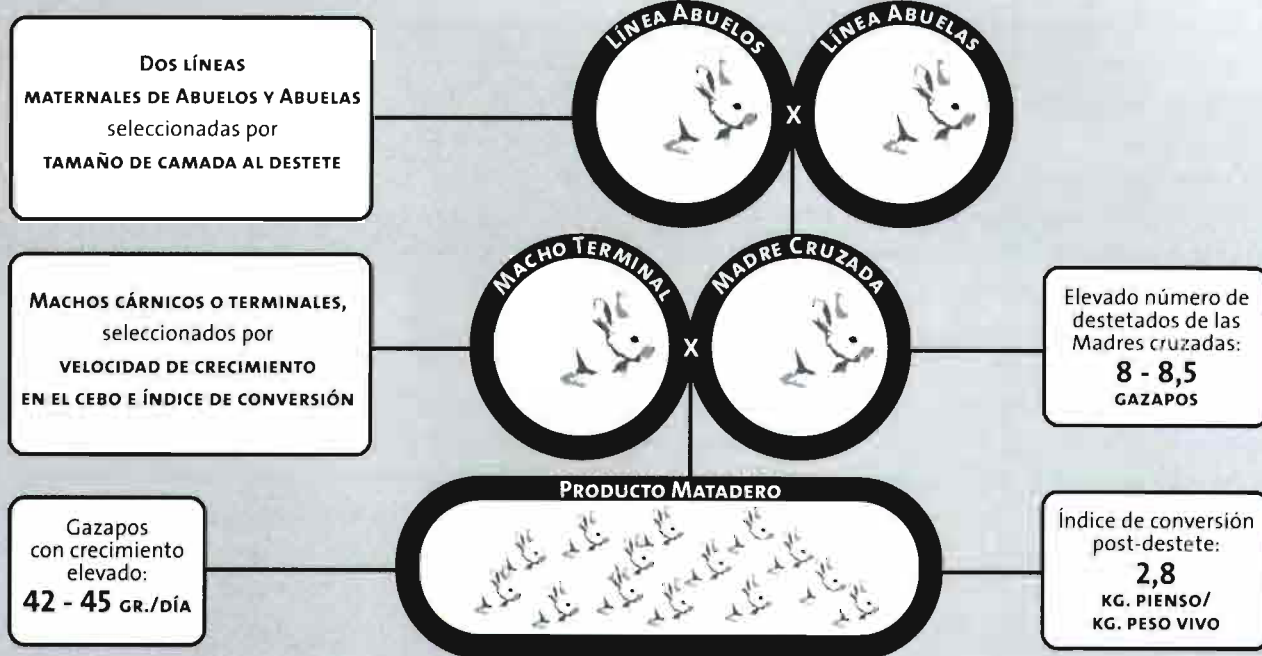 LÍNEA ABUELOS
X
LÍNEA ABUELAS
DOS LÍNEAS
MATERNALES DE ABUELOS Y ABUELAS
seleccionadas por
TAMAÑO DE CAMADA AL DESTETE
MACHO TERMINAL
X
MADRE CRUZADA
MACHOS CÁRNICOS O TERMINALES,
seleccionados por
VELOCIDAD DE CRECIMIENTO
EN EL CEBO E ÍNDICE DE CONVERSIÓN
Elevado número de
destetados de las
Madres cruzadas:
8 - 8,5
GAZAPOS
PRODUCTO MATADERO
Gazapos
con crecimiento
elevado:
42 - 45 GR./DÍA
Índice de conversión
post-destete:
2,8
KG. PIENSO/
KG. PESO VIVO